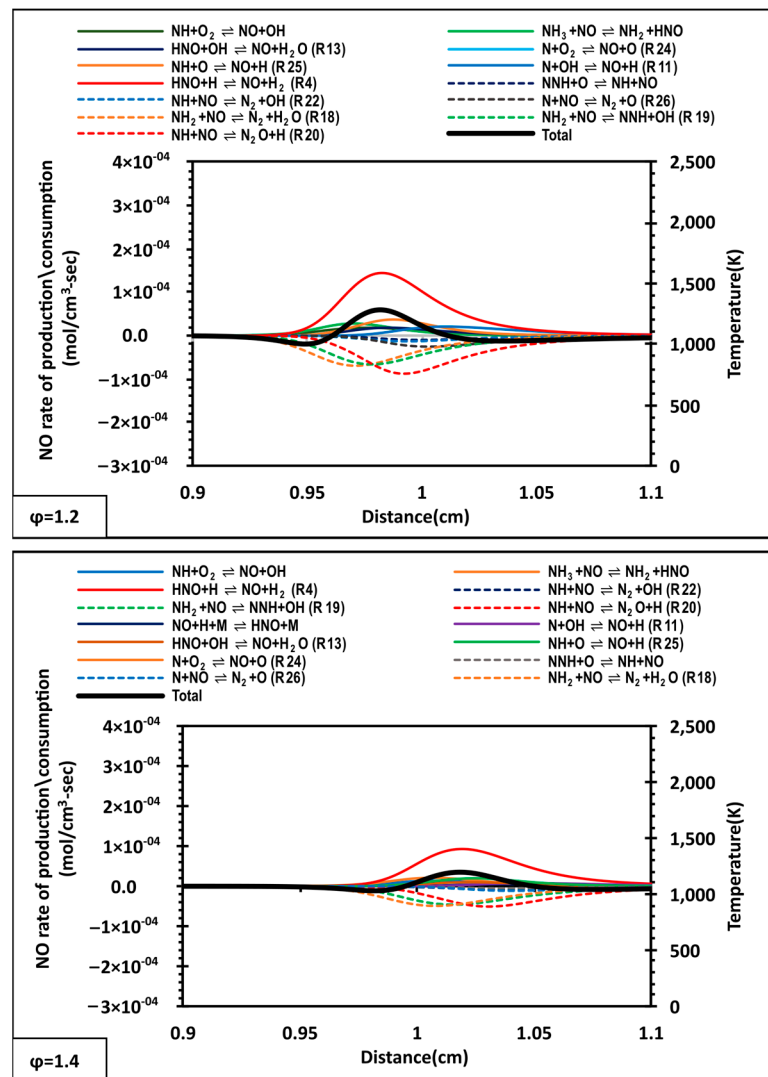 NH+O₂ ⇌ NO+OH
NH₃+NO ⇌ NH₂+HNO
HNO+OH ⇌ NO+H₂O (R13)
N+O₂ ⇌ NO+O (R24)
NH+O ⇌ NO+H (R25)
N+OH ⇌ NO+H (R11)
HNO+H ⇌ NO+H₂ (R4)
NNH+O ⇌ NH+NO
NH+NO ⇌ N₂+OH (R22)
N+NO ⇌ N₂+O (R26)
NH₂+NO ⇌ N₂+H₂O (R18)
NH₂+NO ⇌ NNH+OH (R19)
NH+NO ⇌ N₂O+H (R20)
Total
NO rate of production\consumption
(mol/cm³-sec)
4×10⁻⁰⁴
3×10⁻⁰⁴
2×10⁻⁰⁴
1×10⁻⁰⁴
0.0
−1×10⁻⁰⁴
−2×10⁻⁰⁴
−3×10⁻⁰⁴
2,500
2,000
1,500
1,000
500
0
Temperature(K)
0.9 0.95 1 1.05 1.1
Distance(cm)
φ=1.2
NH+O₂ ⇌ NO+OH
NH₃+NO ⇌ NH₂+HNO
HNO+H ⇌ NO+H₂ (R4)
NH+NO ⇌ N₂+OH (R22)
NH₂+NO ⇌ NNH+OH (R19)
NH+NO ⇌ N₂O+H (R20)
NO+H+M ⇌ HNO+M
N+OH ⇌ NO+H (R11)
HNO+OH ⇌ NO+H₂O (R13)
NH+O ⇌ NO+H (R25)
N+O₂ ⇌ NO+O (R24)
NNH+O ⇌ NH+NO
N+NO ⇌ N₂+O (R26)
NH₂+NO ⇌ N₂+H₂O (R18)
Total
NO rate of production\consumption
(mol/cm³-sec)
4×10⁻⁰⁴
3×10⁻⁰⁴
2×10⁻⁰⁴
1×10⁻⁰⁴
0.0
−1×10⁻⁰⁴
−2×10⁻⁰⁴
−3×10⁻⁰⁴
2,500
2,000
1,500
1,000
500
0
Temperature(K)
0.9 0.95 1 1.05 1.1
Distance(cm)
φ=1.4